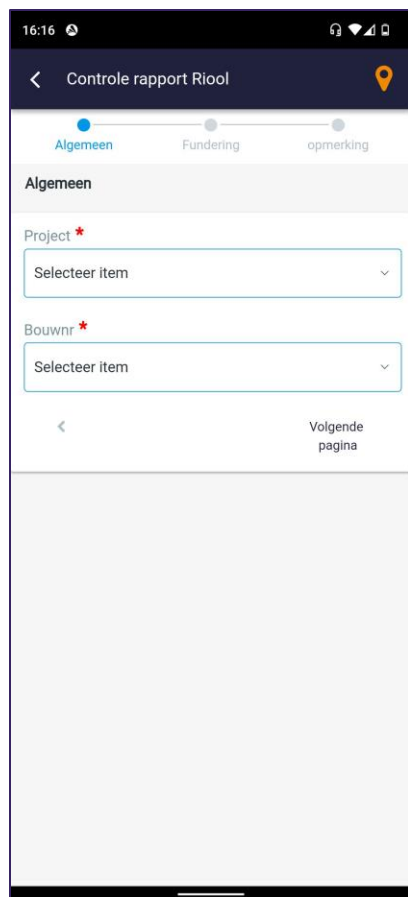 16:16
Controle rapport Riool
Algemeen Fundering opmerking
Algemeen
Project *
Selecteer item
Bouwnr *
Selecteer item
Volgende
pagina